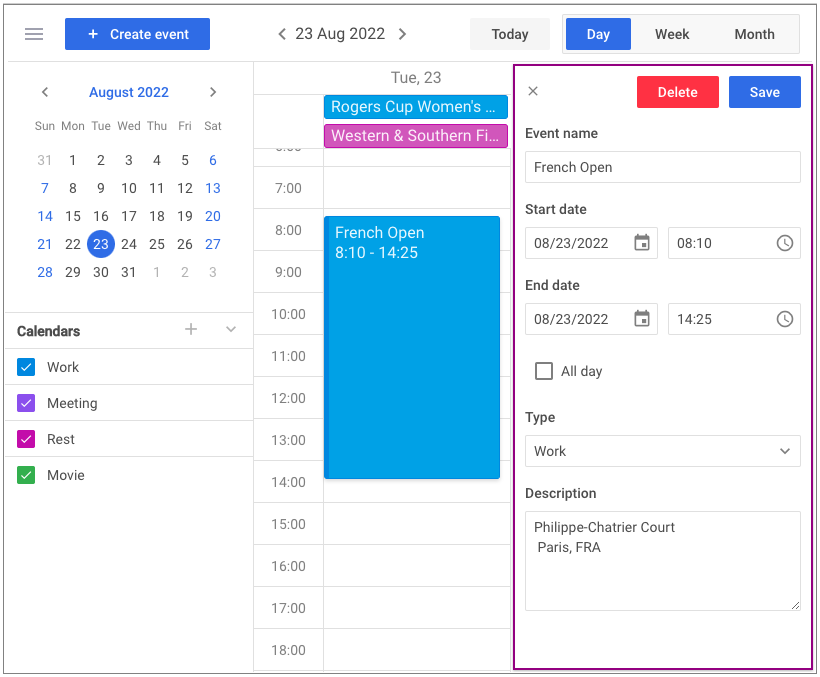 Create event
23 Aug 2022
Today
Day
Week
Month
August 2022
Sun Mon Tue Wed Thu Fri Sat
31 1 2 3 4 5 6
7 8 9 10 11 12 13
14 15 16 17 18 19 20
21 22 23 24 25 26 27
28 29 30 31 1 2 3
Calendars
Work
Meeting
Rest
Movie
Tue, 23
Rogers Cup Women's ...
Western & Southern Fi...
7:00
8:00
9:00
10:00
11:00
12:00
13:00
14:00
15:00
16:00
17:00
18:00
French Open
8:10 - 14:25
Delete
Save
Event name
French Open
Start date
08/23/2022 08:10
End date
08/23/2022 14:25
All day
Type
Work
Description
Philippe-Chatrier Court
Paris, FRA